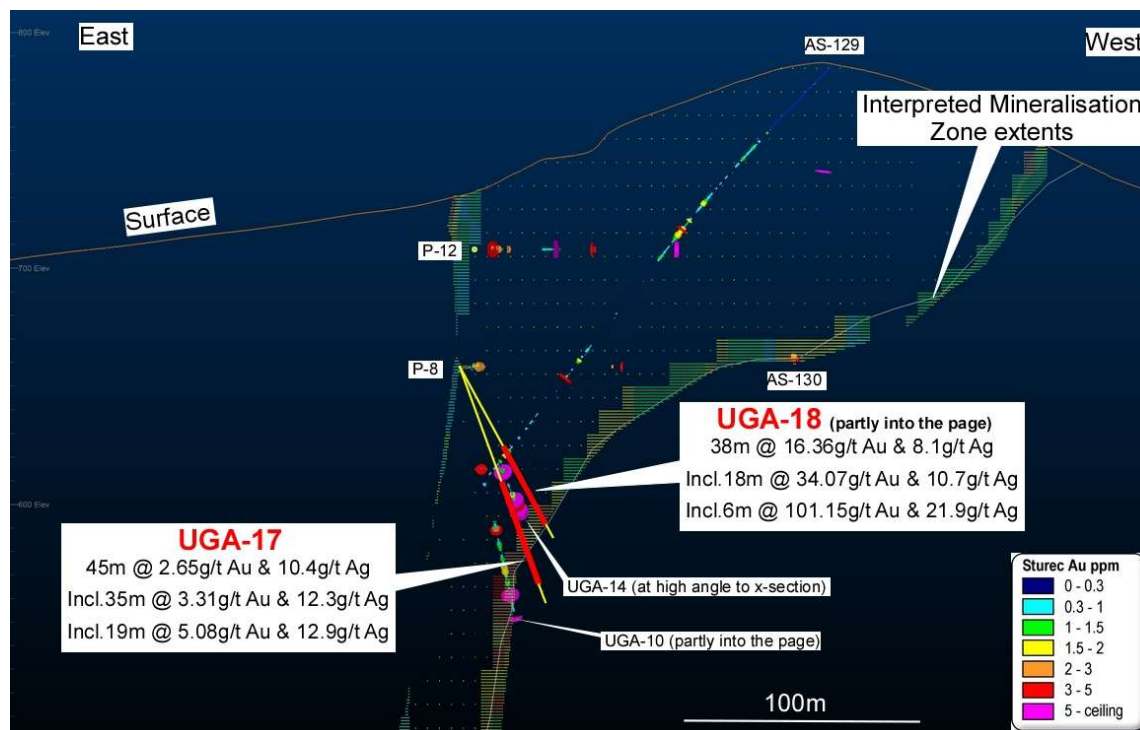 800 Elev
East
AS-129
West
Interpreted Mineralisation
Zone extents
Surface
P-12
700 Elev
P-8
AS-130
UGA-18 (partly into the page)
38m @ 16.36g/t Au & 8.1g/t Ag
Incl.18m @ 34.07g/t Au & 10.7g/t Ag
Incl.6m @ 101.15g/t Au & 21.9g/t Ag
600 Elev
UGA-17
45m @ 2.65g/t Au & 10.4g/t Ag
Incl.35m @ 3.31g/t Au & 12.3g/t Ag
Incl.19m @ 5.08g/t Au & 12.9g/t Ag
UGA-14 (at high angle to x-section)
UGA-10 (partly into the page)
100m
Sturec Au ppm
0 - 0.3
0.3 - 1
1 - 1.5
1.5 - 2
2 - 3
3 - 5
5 - ceiling